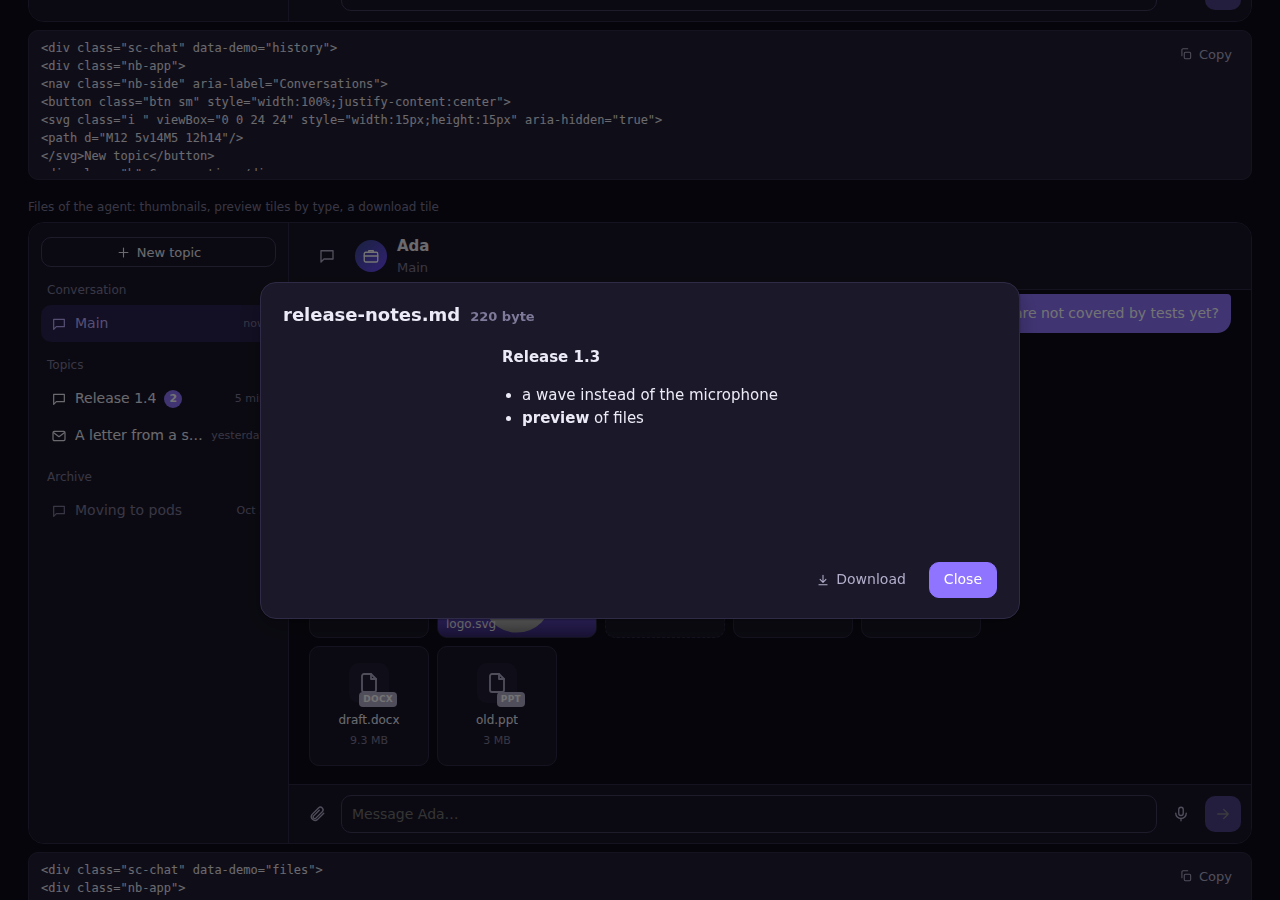 <div class="sc-chat" data-demo="history">
<div class="nb-app">
<nav class="nb-side" aria-label="Conversations">
<button class="btn sm" style="width:100%;justify-content:center">
<svg class="i " viewBox="0 0 24 24" style="width:15px;height:15px" aria-hidden="true">
<path d="M12 5v14M5 12h14"/>
</svg>New topic</button>
Copy
Files of the agent: thumbnails, preview tiles by type, a download tile
New topic
Conversation
Main
Topics
Release 1.4 2 5 mi
A letter from a s… yesterda
Archive
Moving to pods Oct
Ada
Main
are not covered by tests yet?
release-notes.md 220 byte
Release 1.3
• a wave instead of the microphone
• preview of files
Download
Close
logo.svg
DOCX
draft.docx
9.3 MB
PPT
old.ppt
3 MB
Message Ada…
<div class="sc-chat" data-demo="files">
<div class="nb-app">
Copy